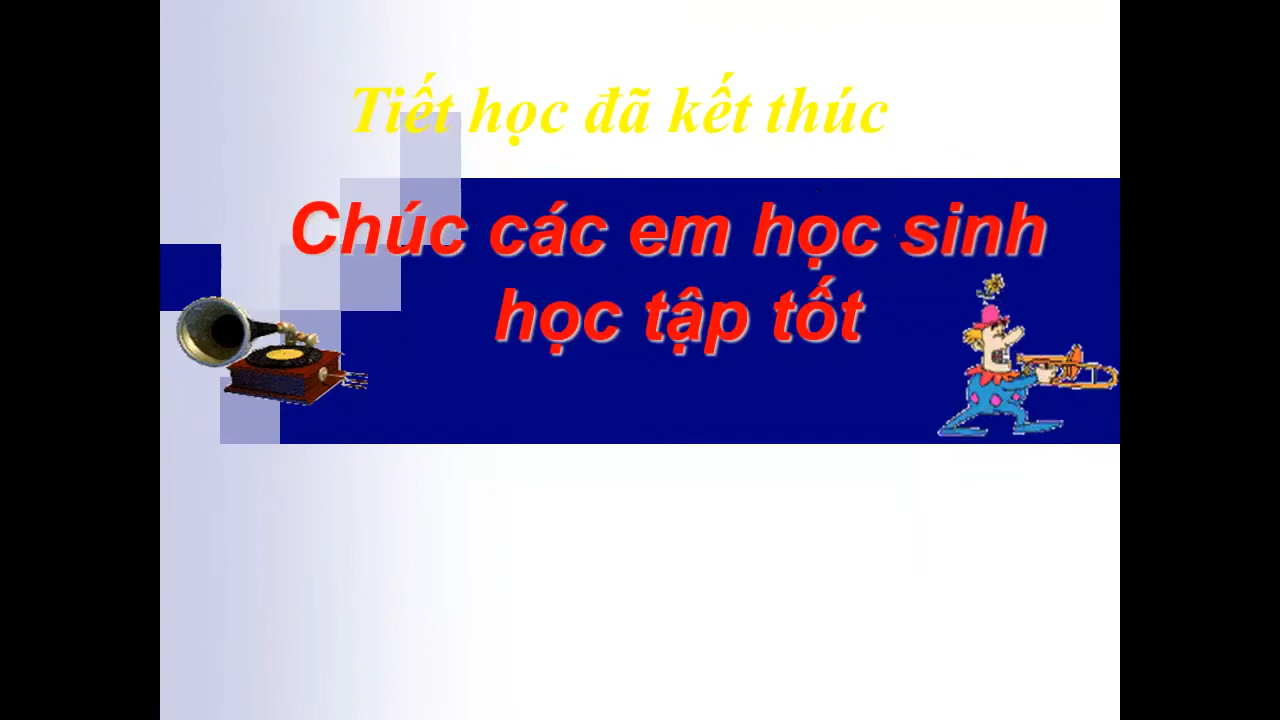 Tiết học đã kết thúc
Chúc các em học sinh
học tập tốt